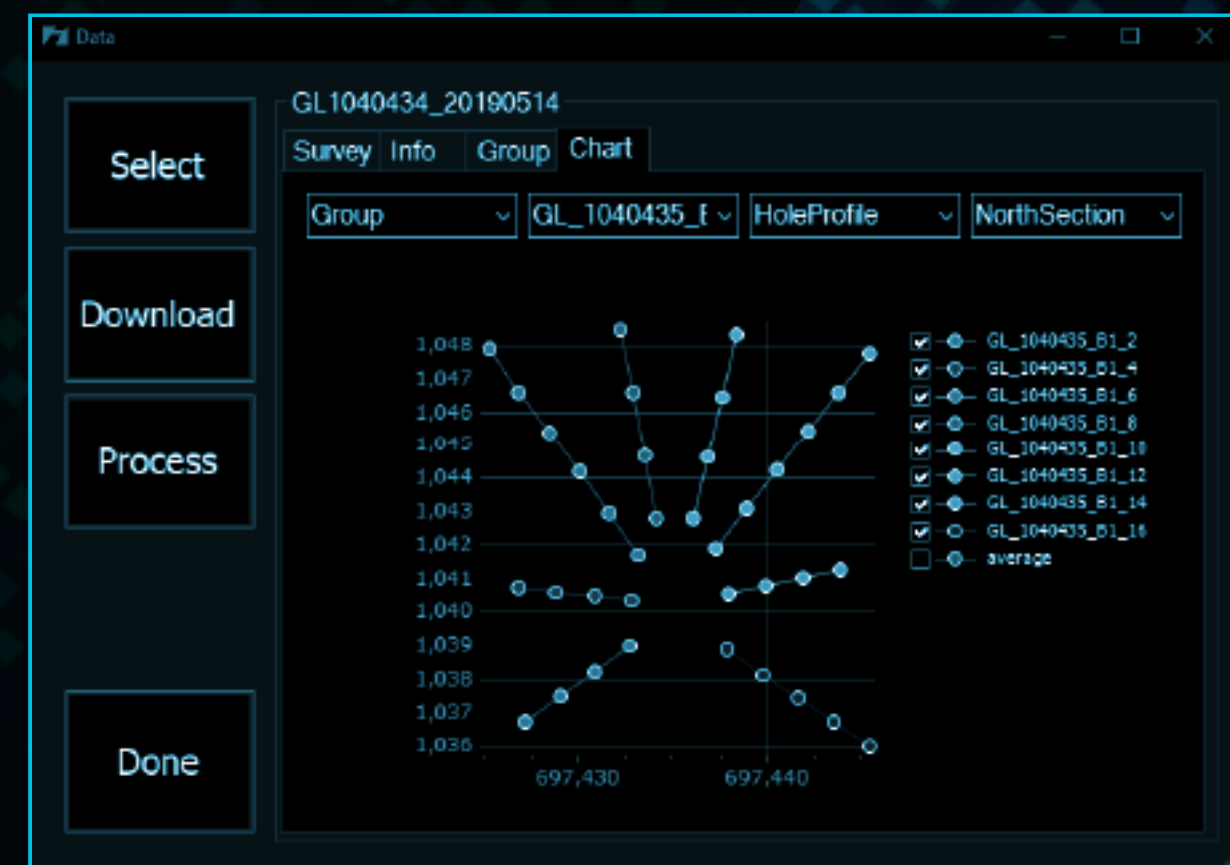 Data
Select
Download
Process
Done
GL1040434_20190514
Survey Info Group Chart
Group GL_1040435_ HoleProfile NorthSection
1,048
1,047
1,046
1,045
1,044
1,043
1,042
1,041
1,040
1,039
1,038
1,037
1,036
697,430 697,440
GL_1040435_B1_2
GL_1040435_B1_4
GL_1040435_B1_6
GL_1040435_B1_8
GL_1040435_B1_10
GL_1040435_B1_12
GL_1040435_B1_14
GL_1040435_B1_16
average